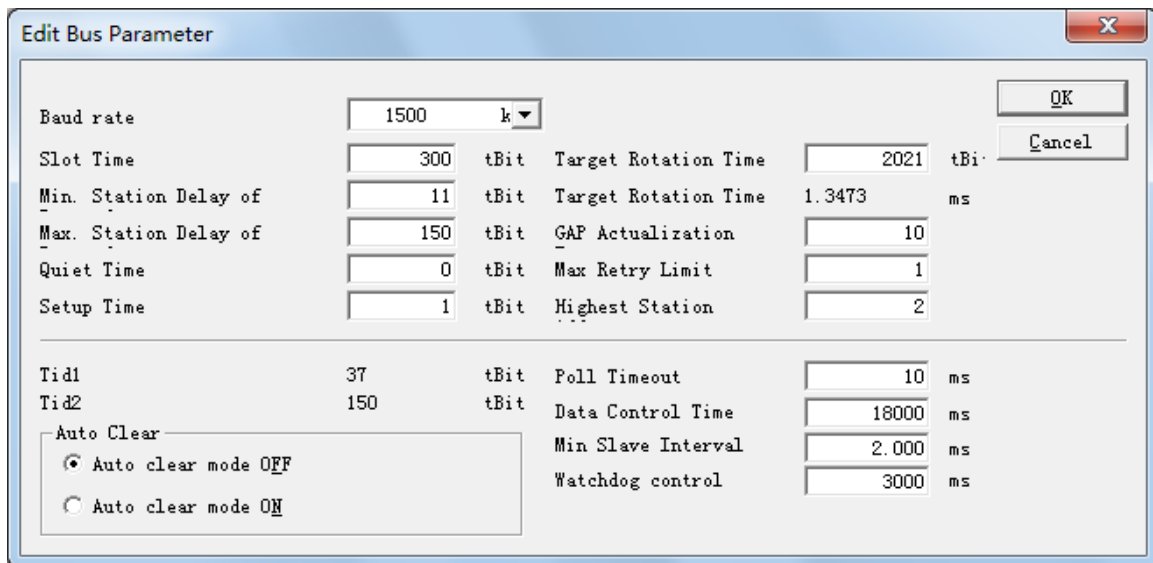 Edit Bus Parameter
OK
Cancel
Baud rate 1500 k
Slot Time 300 tBit Target Rotation Time 2021 tBi
Min. Station Delay of 11 tBit Target Rotation Time 1.3473 ms
Max. Station Delay of 150 tBit GAP Actualization 10
Quiet Time 0 tBit Max Retry Limit 1
Setup Time 1 tBit Highest Station 2
Tid1 37 tBit Poll Timeout 10 ms
Tid2 150 tBit Data Control Time 18000 ms
Auto Clear Min Slave Interval 2.000 ms
Auto clear mode OFF Watchdog control 3000 ms
Auto clear mode ON